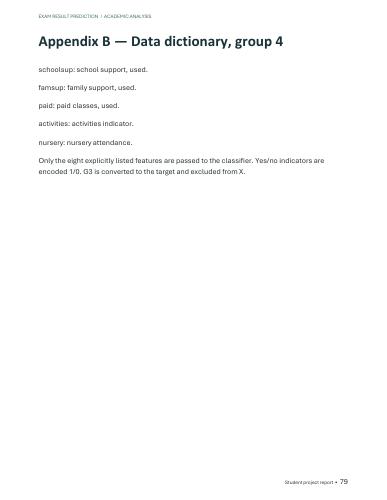 EXAM RESULT PREDICTION | ACADEMIC ANALYSIS
Appendix B — Data dictionary, group 4
schoolsup: school support, used.
famsup: family support, used.
paid: paid classes, used.
activities: activities indicator.
nursery: nursery attendance.
Only the eight explicitly listed features are passed to the classifier. Yes/no indicators are
encoded 1/0. G3 is converted to the target and excluded from X.
Student project report • 79